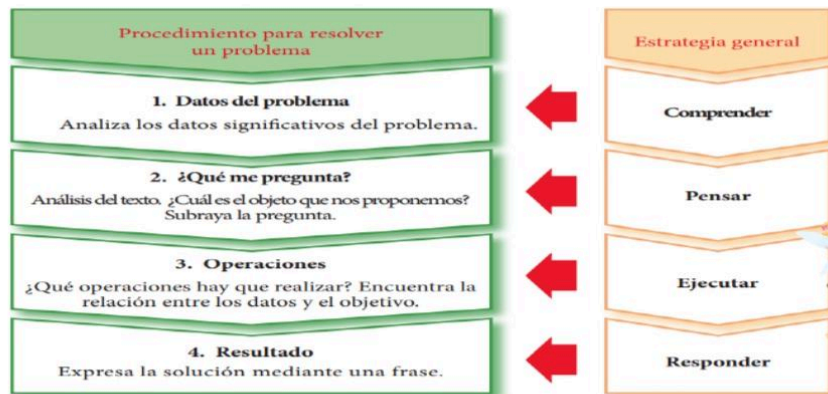 Procedimiento para resolver
un problema
1. Datos del problema
Analiza los datos significativos del problema.
2. ¿Qué me pregunta?
Análisis del texto. ¿Cuál es el objeto que nos proponemos?
Subraya la pregunta.
3. Operaciones
¿Qué operaciones hay que realizar? Encuentra la
relación entre los datos y el objetivo.
4. Resultado
Expresa la solución mediante una frase.
Estrategia general
Comprender
Pensar
Ejecutar
Responder